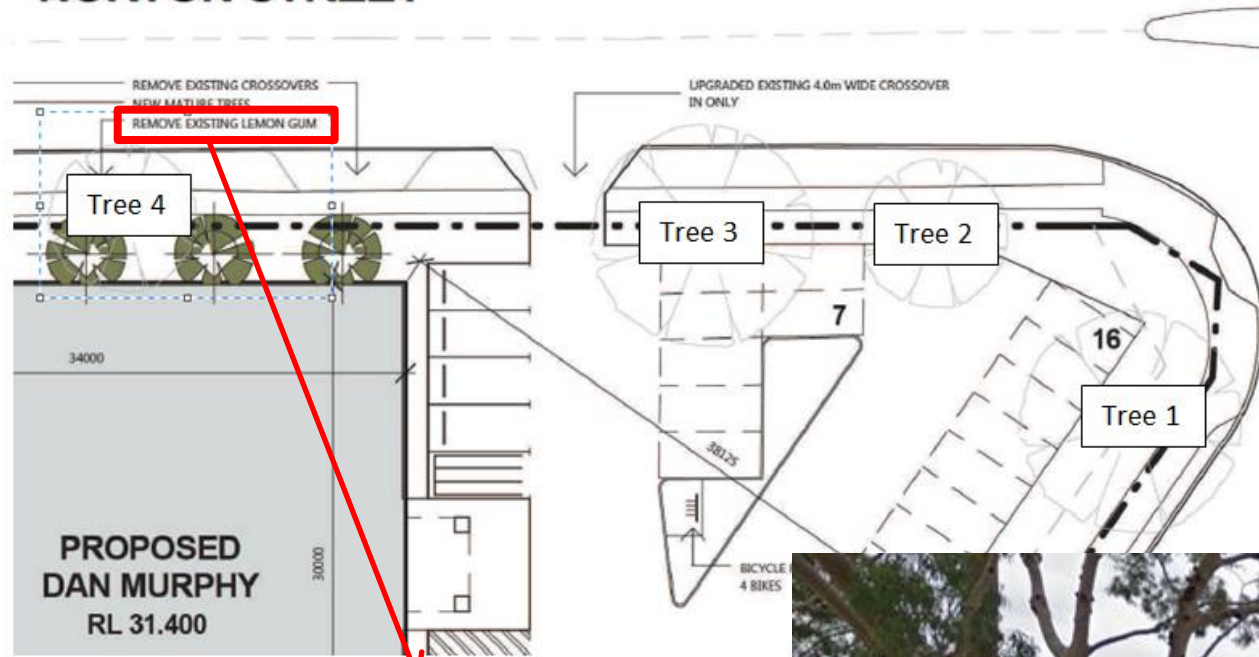 REMOVE EXISTING CROSSOVERS
NEW MATURE TREES
REMOVE EXISTING LEMON GUM
UPGRADED EXISTING 4.0m WIDE CROSSOVER
IN ONLY
Tree 4
Tree 3
Tree 2
7
16
Tree 1
34000
38125
30000
PROPOSED
DAN MURPHY
RL 31.400
BICYCLE
4 BIKES